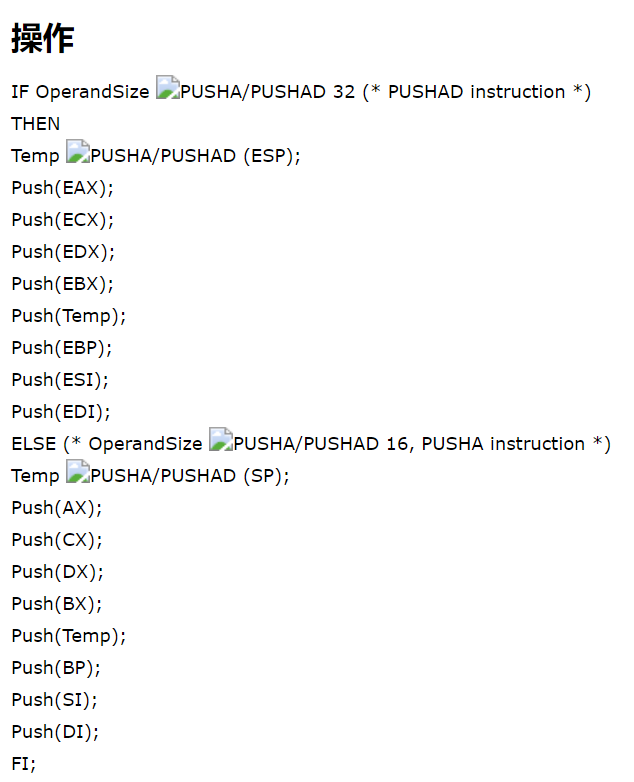 操作
IF OperandSize PUSHA/PUSHAD 32 (* PUSHAD instruction *)
THEN
Temp PUSHA/PUSHAD (ESP);
Push(EAX);
Push(ECX);
Push(EDX);
Push(EBX);
Push(Temp);
Push(EBP);
Push(ESI);
Push(EDI);
ELSE (* OperandSize PUSHA/PUSHAD 16, PUSHA instruction *)
Temp PUSHA/PUSHAD (SP);
Push(AX);
Push(CX);
Push(DX);
Push(BX);
Push(Temp);
Push(BP);
Push(SI);
Push(DI);
FI;